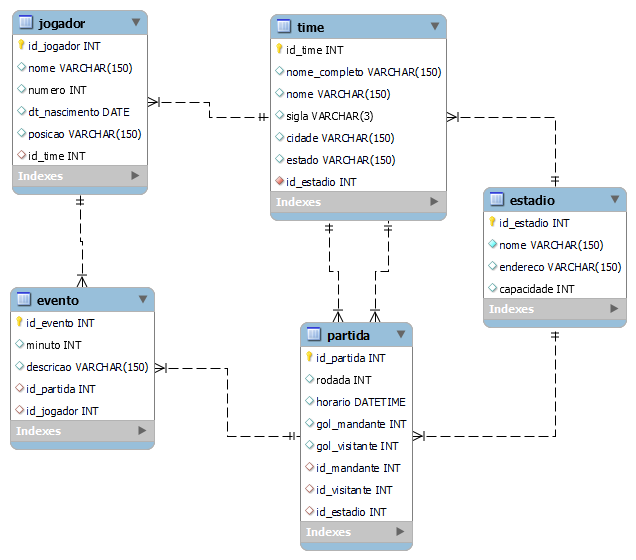 jogador
id_jogador INT
nome VARCHAR(150)
numero INT
dt_nascimento DATE
posicao VARCHAR(150)
id_time INT
Indexes
time
id_time INT
nome_completo VARCHAR(150)
nome VARCHAR(150)
sigla VARCHAR(3)
cidade VARCHAR(150)
estado VARCHAR(150)
id_estadio INT
Indexes
estadio
id_estadio INT
nome VARCHAR(150)
endereco VARCHAR(150)
capacidade INT
Indexes
evento
id_evento INT
minuto INT
descricao VARCHAR(150)
id_partida INT
id_jogador INT
Indexes
partida
id_partida INT
rodada INT
horario DATETIME
gol_mandante INT
gol_visitante INT
id_mandante INT
id_visitante INT
id_estadio INT
Indexes